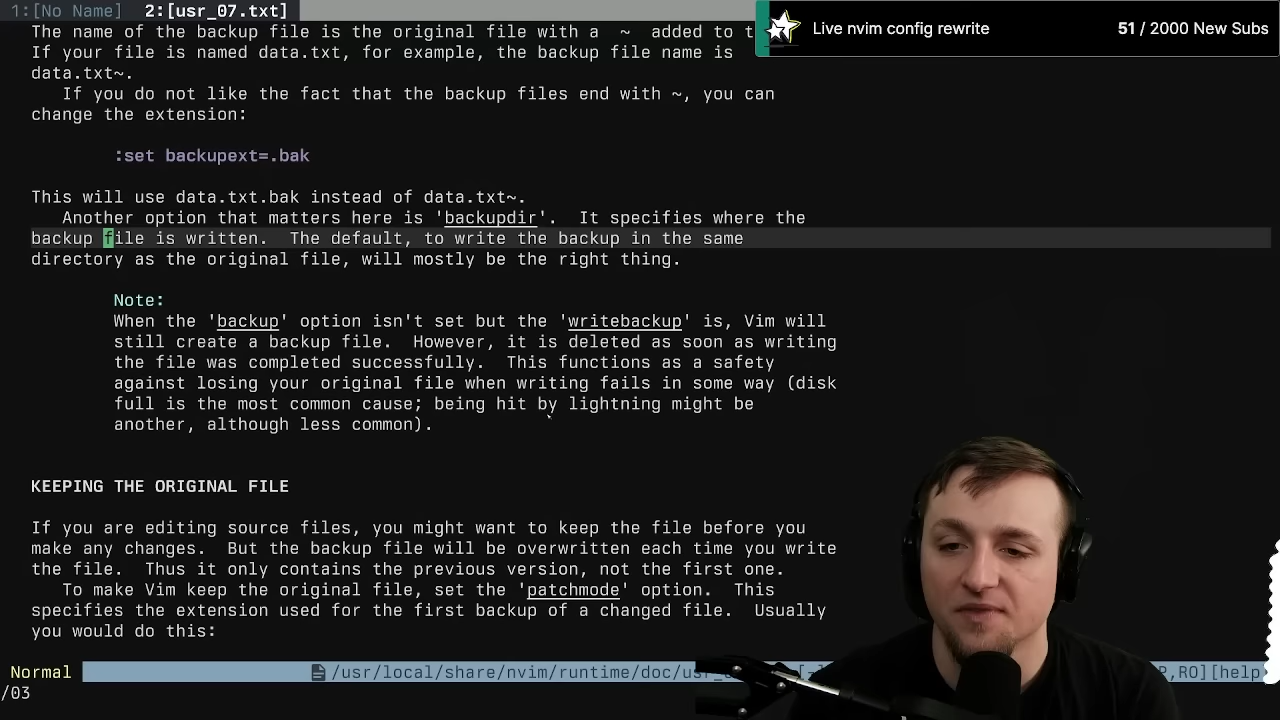 1:[No Name] 2:[usr_07.txt]
Live nvim config rewrite 51 / 2000 New Subs
The name of the backup file is the original file with a ~ added to t
If your file is named data.txt, for example, the backup file name is
data.txt~.
If you do not like the fact that the backup files end with ~, you can
change the extension:
:set backupext=.bak
This will use data.txt.bak instead of data.txt~.
Another option that matters here is 'backupdir'. It specifies where the
backup file is written. The default, to write the backup in the same
directory as the original file, will mostly be the right thing.
Note:
When the 'backup' option isn't set but the 'writebackup' is, Vim will
still create a backup file. However, it is deleted as soon as writing
the file was completed successfully. This functions as a safety
against losing your original file when writing fails in some way (disk
full is the most common cause; being hit by lightning might be
another, although less common).
KEEPING THE ORIGINAL FILE
If you are editing source files, you might want to keep the file before you
make any changes. But the backup file will be overwritten each time you write
the file. Thus it only contains the previous version, not the first one.
To make Vim keep the original file, set the 'patchmode' option. This
specifies the extension used for the first backup of a changed file. Usually
you would do this:
Normal /usr/local/share/nvim/runtime/doc/us [-] P,RO][help
/03